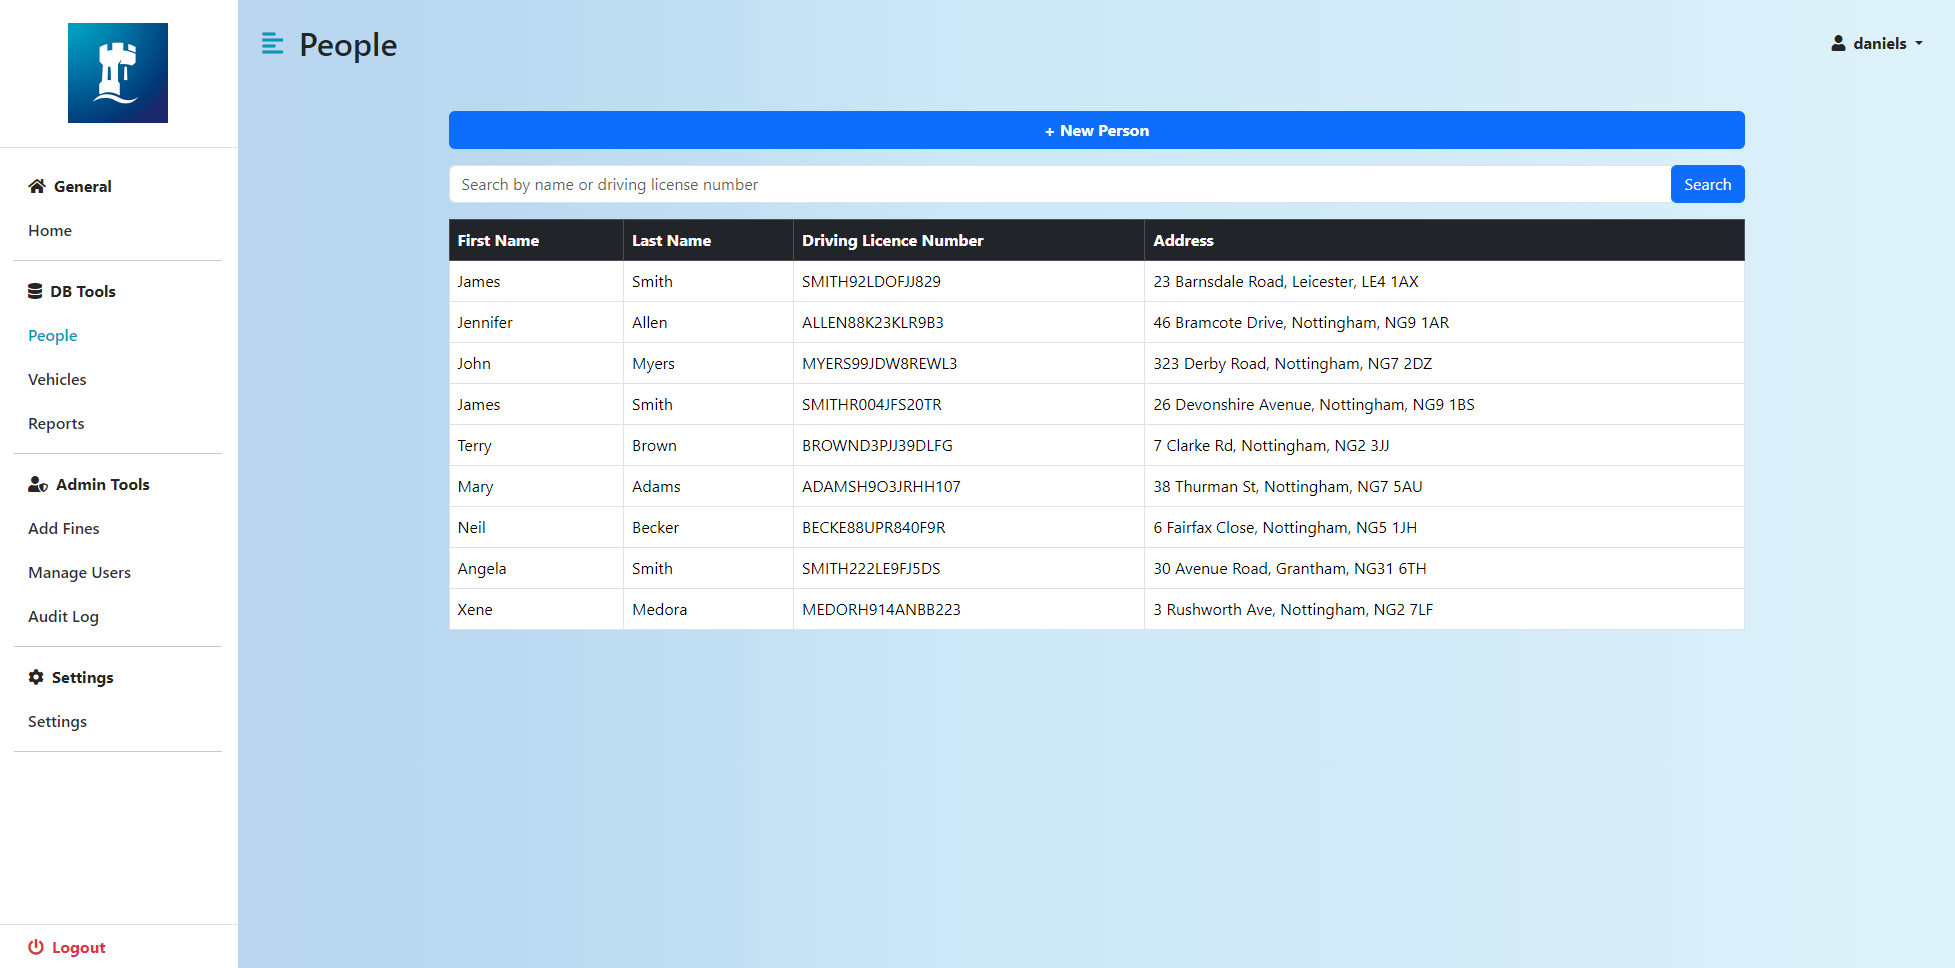 People
daniels
General
Home
DB Tools
People
Vehicles
Reports
Admin Tools
Add Fines
Manage Users
Audit Log
Settings
Settings
Logout
+ New Person
Search by name or driving license number
Search
First Name Last Name Driving Licence Number Address
James Smith SMITH92LDOFJJ829 23 Barnsdale Road, Leicester, LE4 1AX
Jennifer Allen ALLEN88K23KLR9B3 46 Bramcote Drive, Nottingham, NG9 1AR
John Myers MYERS99JDW8REWL3 323 Derby Road, Nottingham, NG7 2DZ
James Smith SMITHR004JFS20TR 26 Devonshire Avenue, Nottingham, NG9 1BS
Terry Brown BROWND3PJJ39DLFG 7 Clarke Rd, Nottingham, NG2 3JJ
Mary Adams ADAMSH9O3JRHH107 38 Thurman St, Nottingham, NG7 5AU
Neil Becker BECKE88UPR840F9R 6 Fairfax Close, Nottingham, NG5 1JH
Angela Smith SMITH222LE9FJ5DS 30 Avenue Road, Grantham, NG31 6TH
Xene Medora MEDORH914ANBB223 3 Rushworth Ave, Nottingham, NG2 7LF